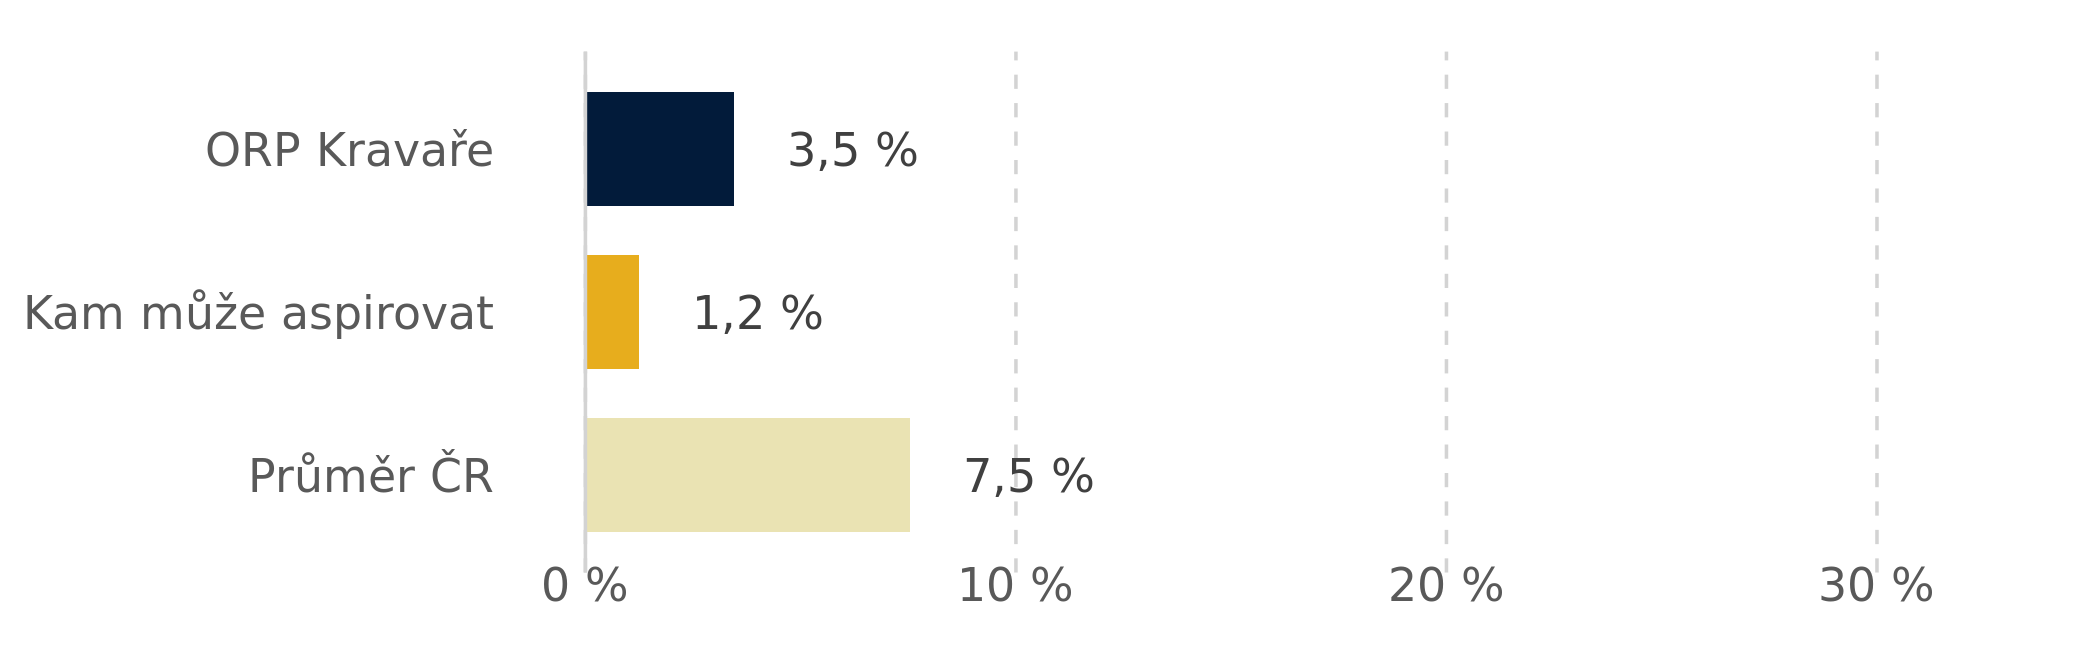 ORP Kravaře
3,5 %
Kam může aspirovat
1,2 %
Průměr ČR
7,5 %
0 %
10 %
20 %
30 %